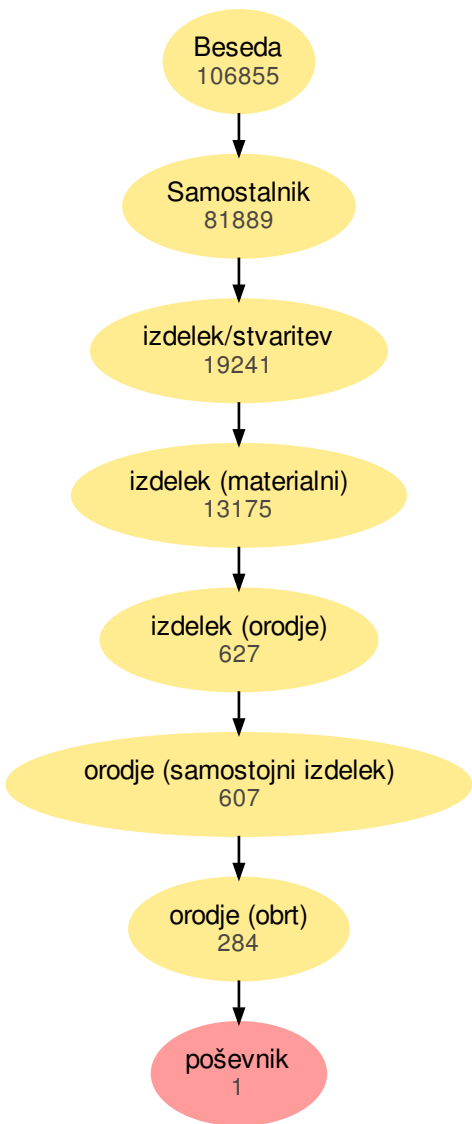 Beseda
106855
Samostalnik
81889
izdelek/stvaritev
19241
izdelek (materialni)
13175
izdelek (orodje)
627
orodje (samostojni izdelek)
607
orodje (obrt)
284
poševnik
1